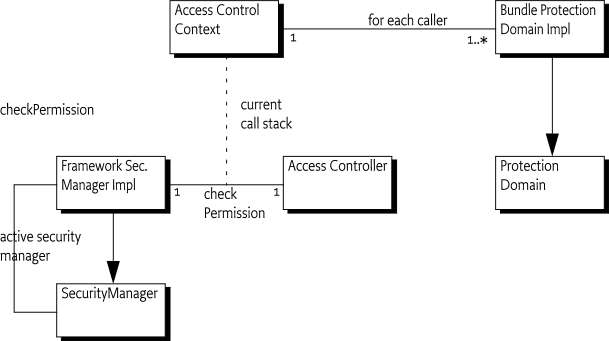 Access Control
Context
for each caller
1
1..*
Bundle Protection
Domain Impl
current
call stack
checkPermission
Framework Sec.
Manager Impl
1
check
Permission
1
Access Controller
Protection
Domain
active security
manager
SecurityManager